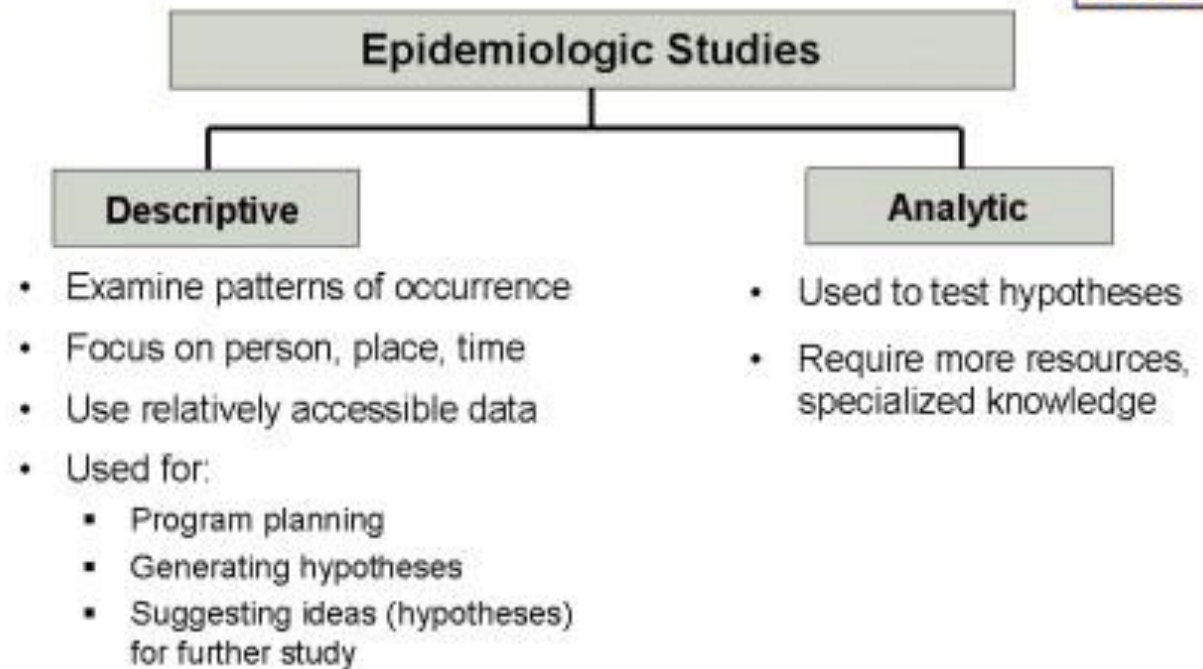 Epidemiologic Studies
Descriptive
• Examine patterns of occurrence
• Focus on person, place, time
• Use relatively accessible data
• Used for:
▪ Program planning
▪ Generating hypotheses
▪ Suggesting ideas (hypotheses)
for further study
Analytic
• Used to test hypotheses
• Require more resources,
specialized knowledge